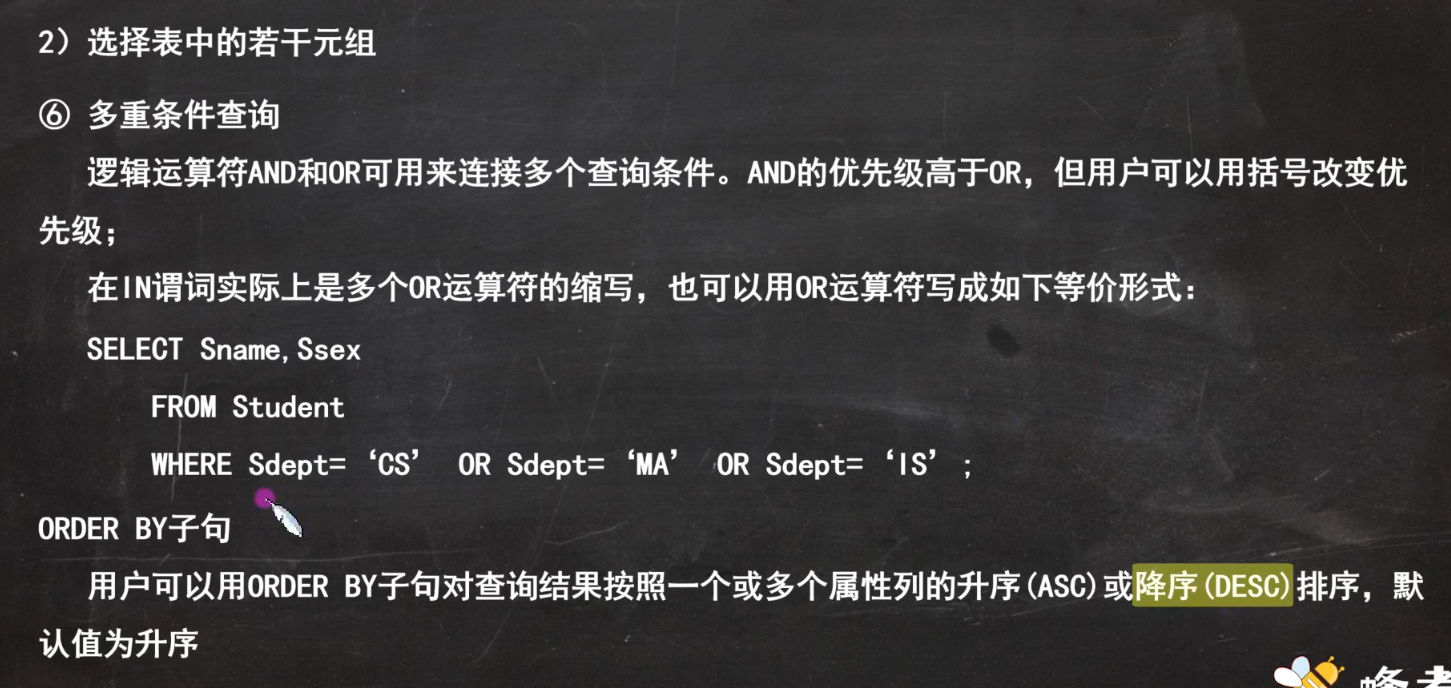 2）选择表中的若干元组
⑥ 多重条件查询
逻辑运算符AND和OR可用来连接多个查询条件。AND的优先级高于OR，但用户可以用括号改变优
先级；
在IN谓词实际上是多个OR运算符的缩写，也可以用OR运算符写成如下等价形式：
SELECT Sname,Ssex
FROM Student
WHERE Sdept=‘CS’ OR Sdept=‘MA’ OR Sdept=‘IS’;
ORDER BY子句
用户可以用ORDER BY子句对查询结果按照一个或多个属性列的升序(ASC)或降序(DESC)排序，默
认值为升序